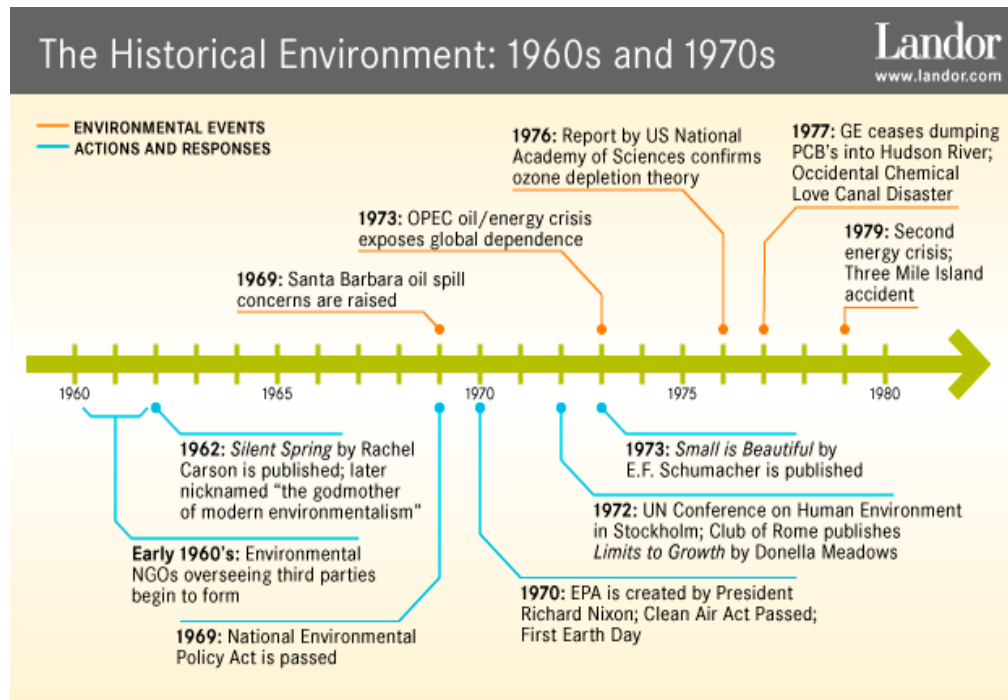 The Historical Environment: 1960s and 1970s
Landor
www.landor.com
ENVIRONMENTAL EVENTS
ACTIONS AND RESPONSES
1976: Report by US National
Academy of Sciences confirms
ozone depletion theory
1977: GE ceases dumping
PCB's into Hudson River;
Occidental Chemical
Love Canal Disaster
1973: OPEC oil/energy crisis
exposes global dependence
1979: Second
energy crisis;
Three Mile Island
accident
1969: Santa Barbara oil spill
concerns are raised
1960
1965
1970
1975
1980
1962: Silent Spring by Rachel
Carson is published; later
nicknamed “the godmother
of modern environmentalism”
1973: Small is Beautiful by
E.F. Schumacher is published
1972: UN Conference on Human Environment
in Stockholm; Club of Rome publishes
Limits to Growth by Donella Meadows
Early 1960's: Environmental
NGOs overseeing third parties
begin to form
1970: EPA is created by President
Richard Nixon; Clean Air Act Passed;
First Earth Day
1969: National Environmental
Policy Act is passed